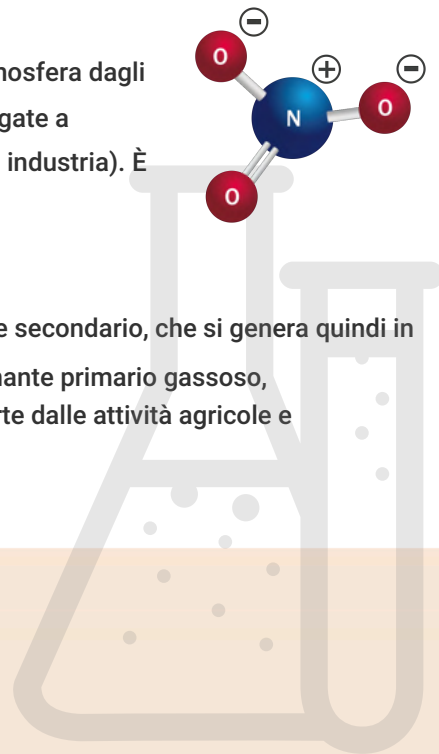 O
N
O
O
nosfera dagli
gate a
industria). È
e secondario, che si genera quindi in
nante primario gassoso,
rte dalle attività agricole e